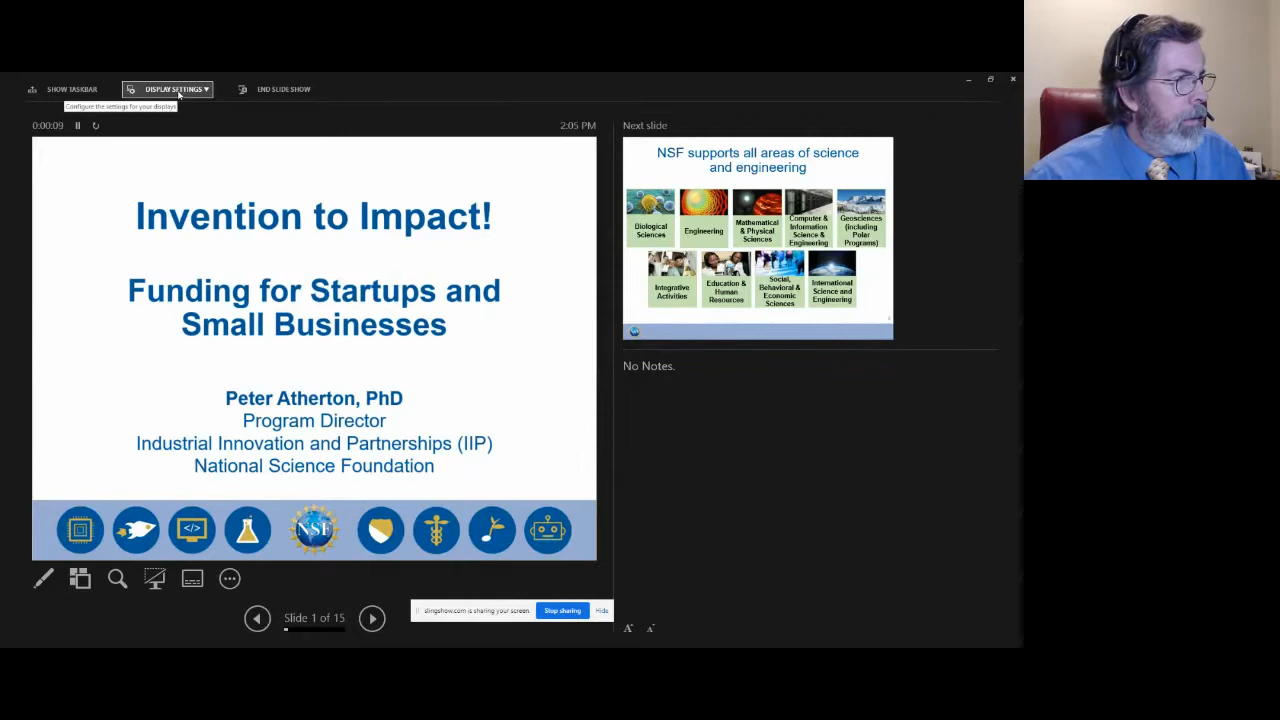 SHOW TASKBAR
DISPLAY SETTINGS ▾
END SLIDE SHOW
Configure the settings for your displays
0:00:09
2:05 PM
Next slide
Invention to Impact!
Funding for Startups and
Small Businesses
Peter Atherton, PhD
Program Director
Industrial Innovation and Partnerships (IIP)
National Science Foundation
</>
NSF
NSF supports all areas of science
and engineering
Biological
Sciences
Engineering
Mathematical
& Physical
Sciences
Computer &
Information
Science &
Engineering
Geosciences
(including
Polar
Programs)
Integrative
Activities
Education &
Human
Resources
Social,
Behavioral &
Economic
Sciences
International
Science and
Engineering
No Notes.
Slide 1 of 15
slingshow.com is sharing your screen.
Stop sharing
Hide
A
A